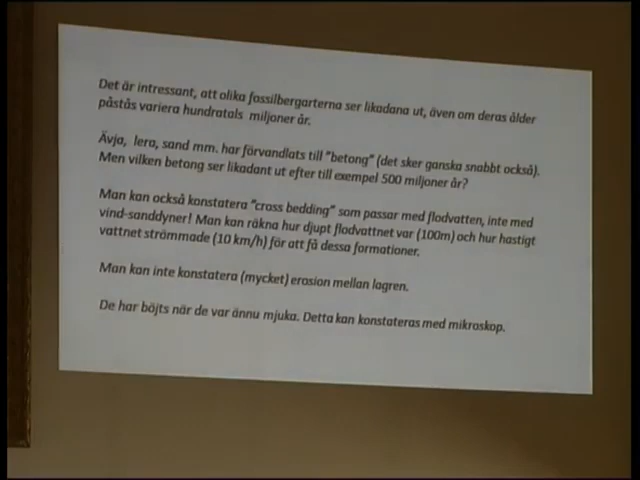 Det är intressant, att olika fossilbergarterna ser likadana ut, även om deras ålder
påstås variera hundratals miljoner år.
Ävja, lera, sand mm. har förvandlats till "betong" (det sker ganska snabbt också).
Men vilken betong ser likadant ut efter till exempel 500 miljoner år?
Man kan också konstatera "cross bedding" som passar med flodvatten, inte med
vind-sanddyner! Man kan räkna hur djupt flodvattnet var (100m) och hur hastigt
vattnet strömmade (10 km/h) för att få dessa formationer.
Man kan inte konstatera (mycket) erosion mellan lagren.
De har böjts när de var ännu mjuka. Detta kan konstateras med mikroskop.